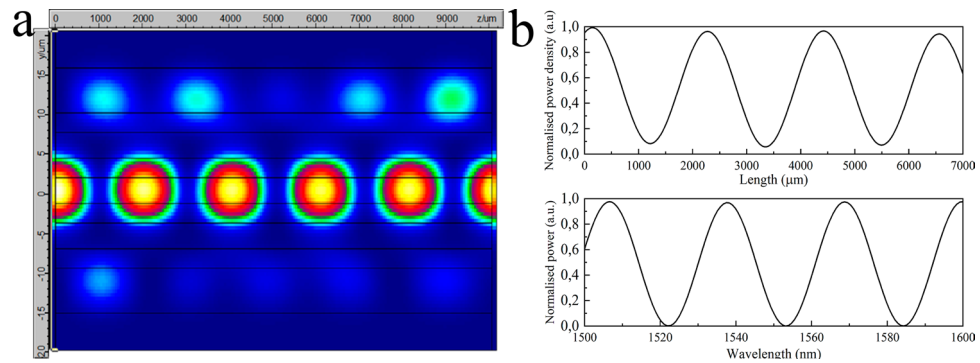 a
0 1000 2000 3000 4000 5000 6000 7000 8000 9000 z/um
y/um
15
10
5
0
-5
-10
-15
-20
b
Normalised power density (a.u)
1,0
0,8
0,6
0,4
0,2
0,0
0 1000 2000 3000 4000 5000 6000 7000
Length (µm)
Normalised power (a.u.)
1,0
0,8
0,6
0,4
0,2
0,0
1500 1520 1540 1560 1580 1600
Wavelength (nm)